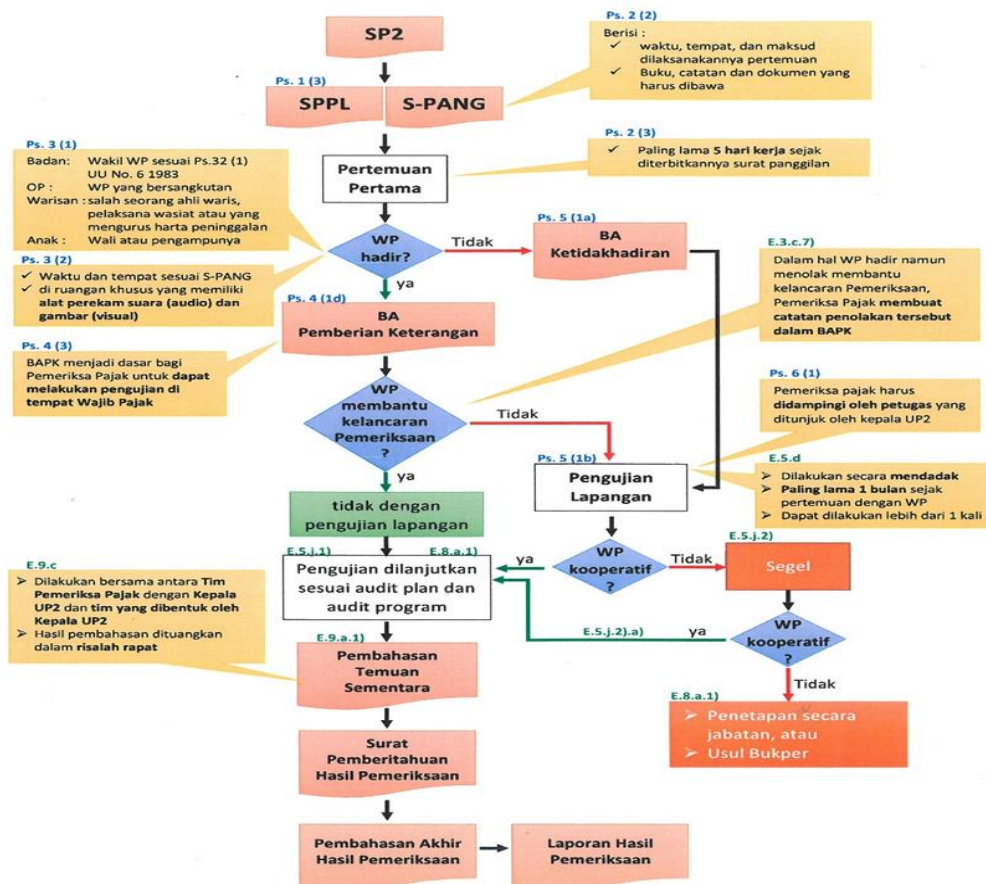 SP2
Ps. 2 (2)
Berisi :
✓ waktu, tempat, dan maksud
dilaksanakannya pertemuan
✓ Buku, catatan dan dokumen yang
harus dibawa
Ps. 1 (3)
SPPL
S-PANG
Ps. 2 (3)
✓ Paling lama 5 hari kerja sejak
diterbitkannya surat panggilan
Ps. 3 (1)
Badan: Wakil WP sesuai Ps.32 (1)
UU No. 6 1983
OP : WP yang bersangkutan
Warisan : salah seorang ahli waris,
pelaksana wasiat atau yang
mengurus harta peninggalan
Anak : Wali atau pengampunya
Pertemuan
Pertama
Ps. 3 (2)
✓ Waktu dan tempat sesuai S-PANG
✓ di ruangan khusus yang memiliki
alat perekam suara (audio) dan
gambar (visual)
WP
hadir?
Tidak
Ps. 5 (1a)
BA
Ketidakhadiran
ya
Ps. 4 (1d)
BA
Pemberian Keterangan
E.3.c.7)
Dalam hal WP hadir namun
menolak membantu
kelancaran Pemeriksaan,
Pemeriksa Pajak membuat
catatan penolakan tersebut
dalam BAPK
Ps. 4 (3)
BAPK menjadi dasar bagi
Pemeriksa Pajak untuk dapat
melakukan pengujian di
tempat Wajib Pajak
WP
membantu
kelancaran
Pemeriksaan
?
Tidak
Ps. 6 (1)
Pemeriksa pajak harus
didampingi oleh petugas yang
ditunjuk oleh kepala UP2
Ps. 5 (1b)
Pengujian
Lapangan
E.5.d
➢ Dilakukan secara mendadak
➢ Paling lama 1 bulan sejak
pertemuan dengan WP
➢ Dapat dilakukan lebih dari 1 kali
ya
tidak dengan
pengujian lapangan
E.5.j.1)
E.8.a.1)
Pengujian dilanjutkan
sesuai audit plan dan
audit program
ya
WP
kooperatif
?
Tidak
E.5.j.2)
Segel
E.5.j.2).a)
ya
WP
kooperatif
?
Tidak
E.8.a.1)
➢ Penetapan secara
jabatan, atau
➢ Usul Bukper
E.9.c
➢ Dilakukan bersama antara Tim
Pemeriksa Pajak dengan Kepala
UP2 dan tim yang dibentuk oleh
Kepala UP2
➢ Hasil pembahasan dituangkan
dalam risalah rapat
E.9.a.1)
Pembahasan
Temuan
Sementara
Surat
Pemberitahuan
Hasil Pemeriksaan
Pembahasan Akhir
Hasil Pemeriksaan
Laporan Hasil
Pemeriksaan